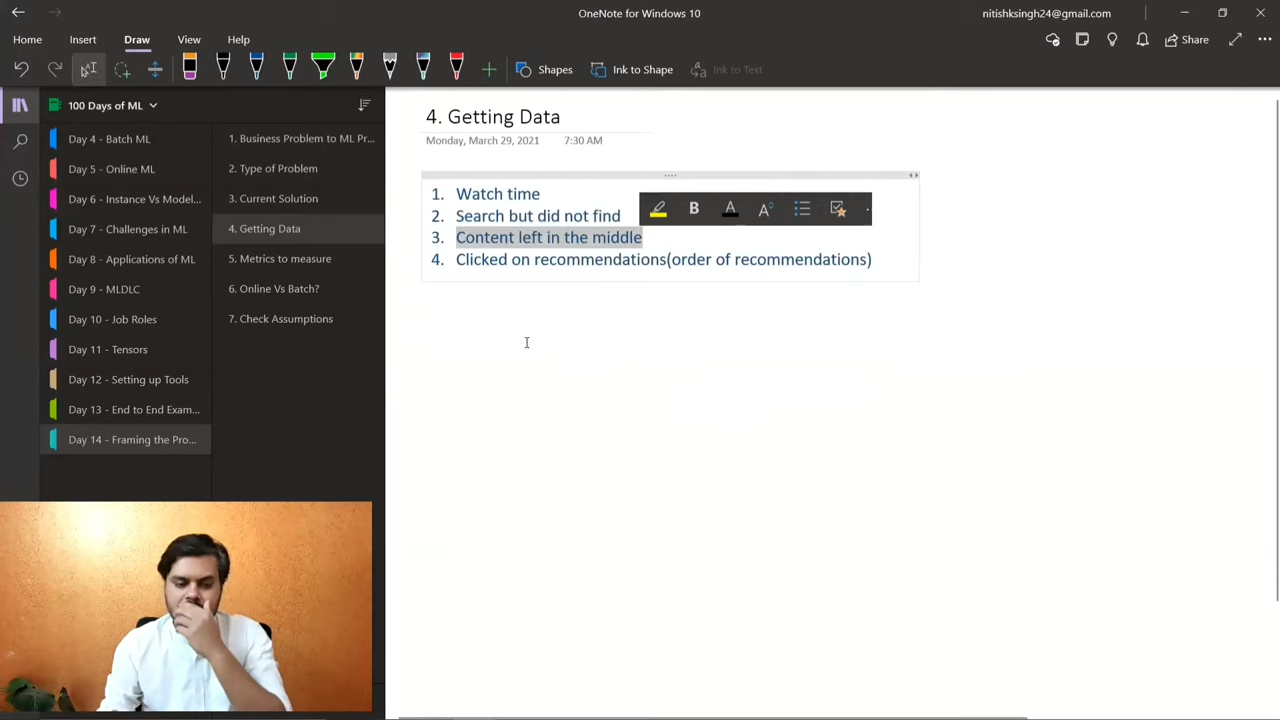 OneNote for Windows 10
nitishksingh24@gmail.com
Home
Insert
Draw
View
Help
Share
Shapes
Ink to Shape
Ink to Text
100 Days of ML
Day 4 - Batch ML
Day 5 - Online ML
Day 6 - Instance Vs Model...
Day 7 - Challenges in ML
Day 8 - Applications of ML
Day 9 - MLDLC
Day 10 - Job Roles
Day 11 - Tensors
Day 12 - Setting up Tools
Day 13 - End to End Exam...
Day 14 - Framing the Pro...
1. Business Problem to ML Pr...
2. Type of Problem
3. Current Solution
4. Getting Data
5. Metrics to measure
6. Online Vs Batch?
7. Check Assumptions
4. Getting Data
Monday, March 29, 2021 7:30 AM
1. Watch time
2. Search but did not find
3. Content left in the middle
4. Clicked on recommendations(order of recommendations)